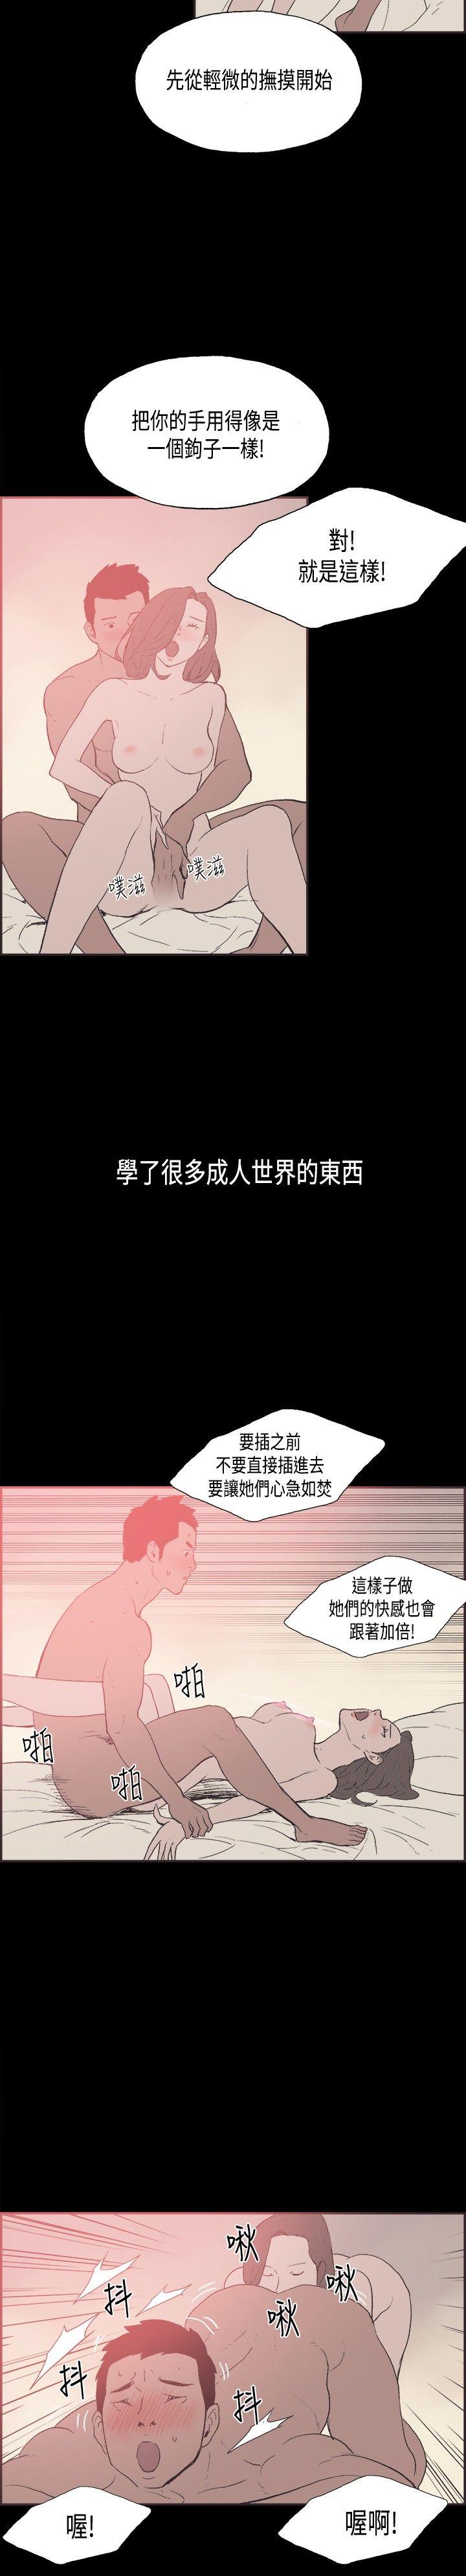 先從輕微的撫摸開始
把你的手用得像是
一個鉤子一樣!
對!
就是這樣!
噗滋
噗滋
學了很多成人世界的東西
要插之前
不要直接插進去
要讓她們心急如焚
這樣子做
她們的快感也會
跟著加倍!
啪
啪
啪
啾
啾
啾
抖
抖
喔!
喔啊!